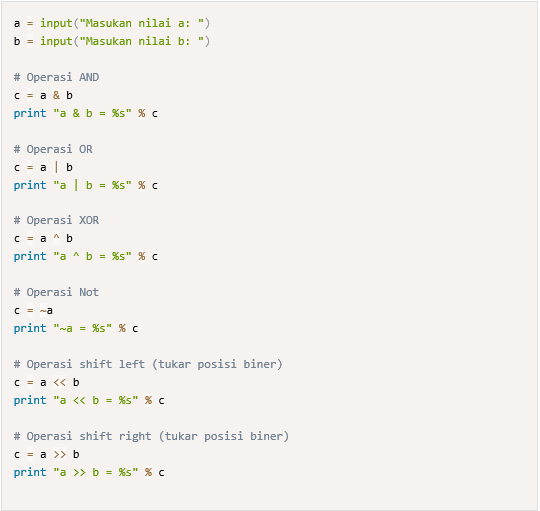 a = input("Masukan nilai a: ")
b = input("Masukan nilai b: ")

# Operasi AND
c = a & b
print "a & b = %s" % c

# Operasi OR
c = a | b
print "a | b = %s" % c

# Operasi XOR
c = a ^ b
print "a ^ b = %s" % c

# Operasi Not
c = ~a
print "~a = %s" % c

# Operasi shift left (tukar posisi biner)
c = a << b
print "a << b = %s" % c

# Operasi shift right (tukar posisi biner)
c = a >> b
print "a >> b = %s" % c